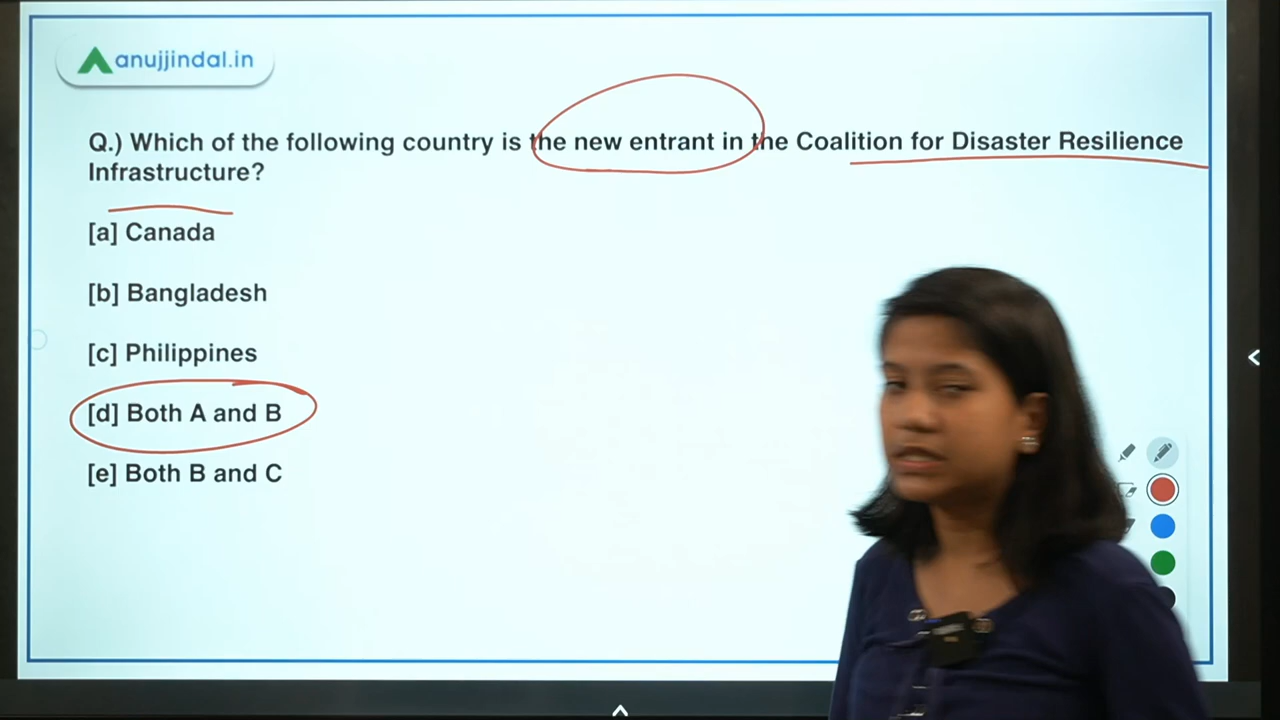 anujjindal.in
Q.) Which of the following country is the new entrant in the Coalition for Disaster Resilience
Infrastructure?
[a] Canada
[b] Bangladesh
[c] Philippines
[d] Both A and B
[e] Both B and C